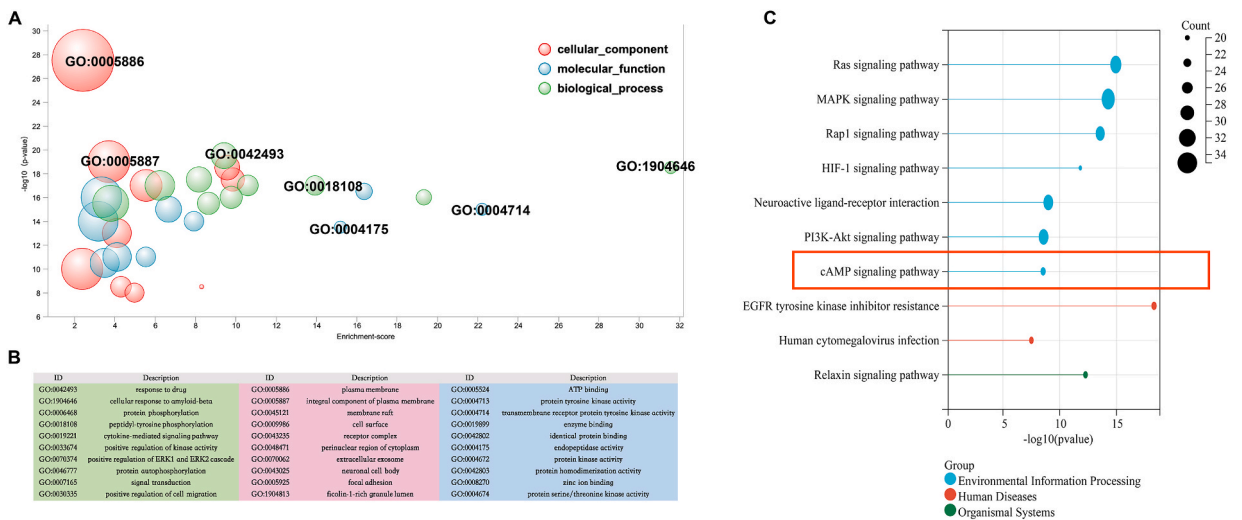 A
-log10 (p-value)
30
28
26
24
22
20
18
16
14
12
10
8
6
2
4
6
8
10
12
14
16
18
20
22
24
26
28
30
32
Enrichment-score
cellular_component
molecular_function
biological_process
GO:0005886
GO:0005887
GO:0042493
GO:0018108
GO:0004175
GO:0004714
GO:1904646
B
ID Description ID Description ID Description
GO:0042493 response to drug GO:0005886 plasma membrane GO:0005524 ATP binding
GO:1904646 cellular response to amyloid-beta GO:0005887 integral component of plasma membrane GO:0004713 protein tyrosine kinase activity
GO:0006468 protein phosphorylation GO:0045121 membrane raft GO:0004714 transmembrane receptor protein tyrosine kinase activity
GO:0018108 peptidyl-tyrosine phosphorylation GO:0009986 cell surface GO:0019899 enzyme binding
GO:0019221 cytokine-mediated signaling pathway GO:0043235 receptor complex GO:0042802 identical protein binding
GO:0033674 positive regulation of kinase activity GO:0048471 perinuclear region of cytoplasm GO:0004175 endopeptidase activity
GO:0070374 positive regulation of ERK1 and ERK2 cascade GO:0070062 extracellular exosome GO:0004672 protein kinase activity
GO:0046777 protein autophosphorylation GO:0043025 neuronal cell body GO:0042803 protein homodimerization activity
GO:0007165 signal transduction GO:0005925 focal adhesion GO:0008270 zinc ion binding
GO:0030335 positive regulation of cell migration GO:1904813 ficolin-1-rich granule lumen GO:0004674 protein serine/threonine kinase activity
C
Count
20
22
24
26
28
30
32
34
Ras signaling pathway
MAPK signaling pathway
Rap1 signaling pathway
HIF-1 signaling pathway
Neuroactive ligand-receptor interaction
PI3K-Akt signaling pathway
cAMP signaling pathway
EGFR tyrosine kinase inhibitor resistance
Human cytomegalovirus infection
Relaxin signaling pathway
0
5
10
15
-log10(pvalue)
Group
Environmental Information Processing
Human Diseases
Organismal Systems